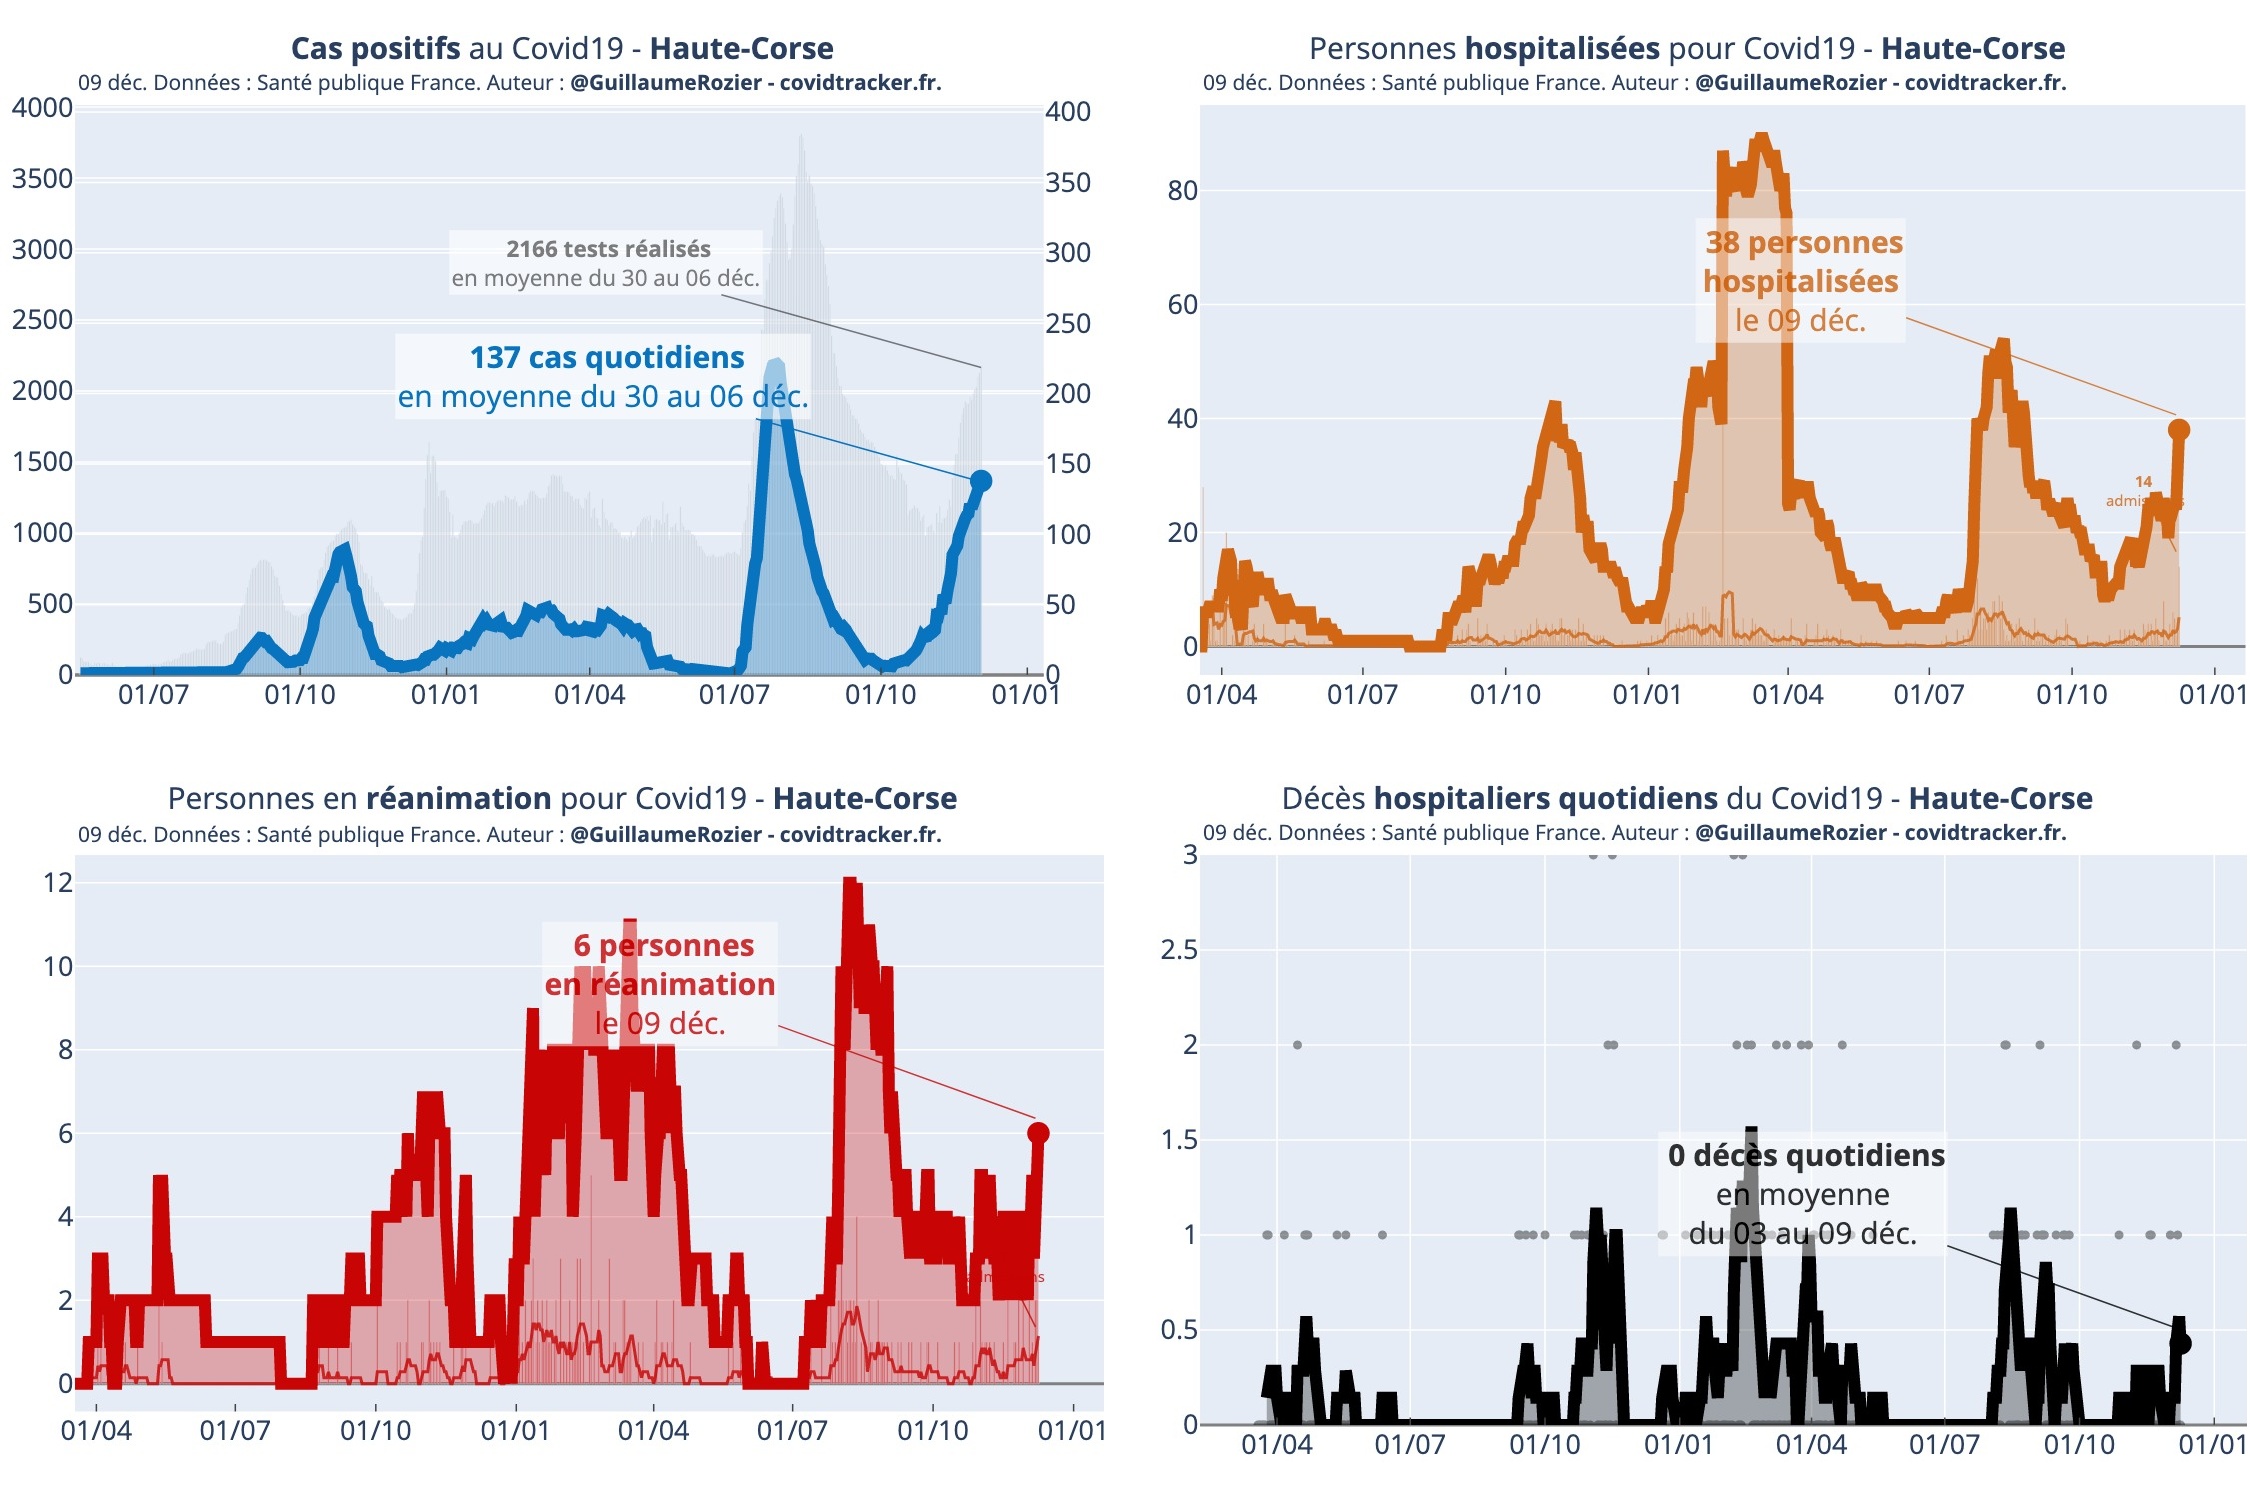 Cas positifs au Covid19 - Haute-Corse
09 déc. Données : Santé publique France. Auteur : @GuillaumeRozier - covidtracker.fr.
4000
3500
3000
2500
2000
1500
1000
500
0
400
350
300
250
200
150
100
50
0
2166 tests réalisés
en moyenne du 30 au 06 déc.
137 cas quotidiens
en moyenne du 30 au 06 déc.
01/07 01/10 01/01 01/04 01/07 01/10 01/01
Personnes hospitalisées pour Covid19 - Haute-Corse
09 déc. Données : Santé publique France. Auteur : @GuillaumeRozier - covidtracker.fr.
80
60
40
20
0
38 personnes
hospitalisées
le 09 déc.
14
01/04 01/07 01/10 01/01 01/04 01/07 01/10 01/01
Personnes en réanimation pour Covid19 - Haute-Corse
09 déc. Données : Santé publique France. Auteur : @GuillaumeRozier - covidtracker.fr.
12
10
8
6
4
2
0
6 personnes
en réanimation
le 09 déc.
01/04 01/07 01/10 01/01 01/04 01/07 01/10 01/01
Décès hospitaliers quotidiens du Covid19 - Haute-Corse
09 déc. Données : Santé publique France. Auteur : @GuillaumeRozier - covidtracker.fr.
3
2.5
2
1.5
1
0.5
0
0 décès quotidiens
en moyenne
du 03 au 09 déc.
01/04 01/07 01/10 01/01 01/04 01/07 01/10 01/01